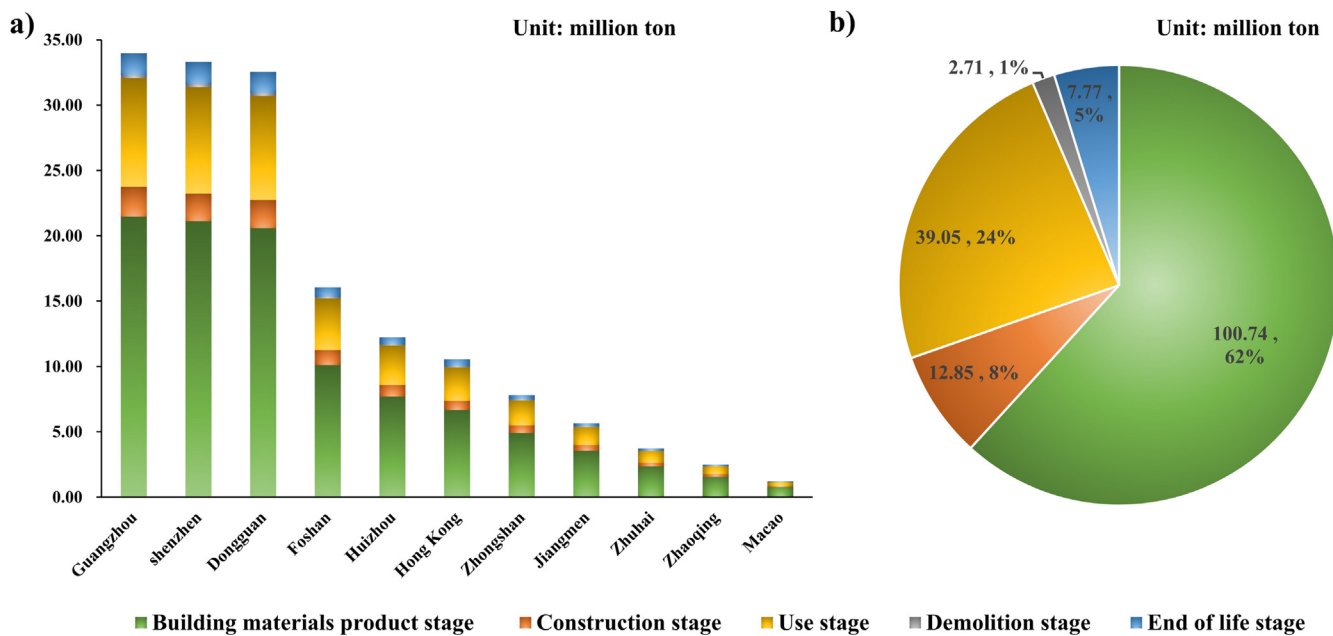 a)
Unit: million ton
35.00
30.00
25.00
20.00
15.00
10.00
5.00
0.00
Guangzhou
shenzhen
Dongguan
Foshan
Huizhou
Hong Kong
Zhongshan
Jiangmen
Zhuhai
Zhaoqing
Macao
b)
Unit: million ton
2.71 , 1%
7.77 ,
5%
39.05 , 24%
12.85 , 8%
100.74 ,
62%
Building materials product stage
Construction stage
Use stage
Demolition stage
End of life stage